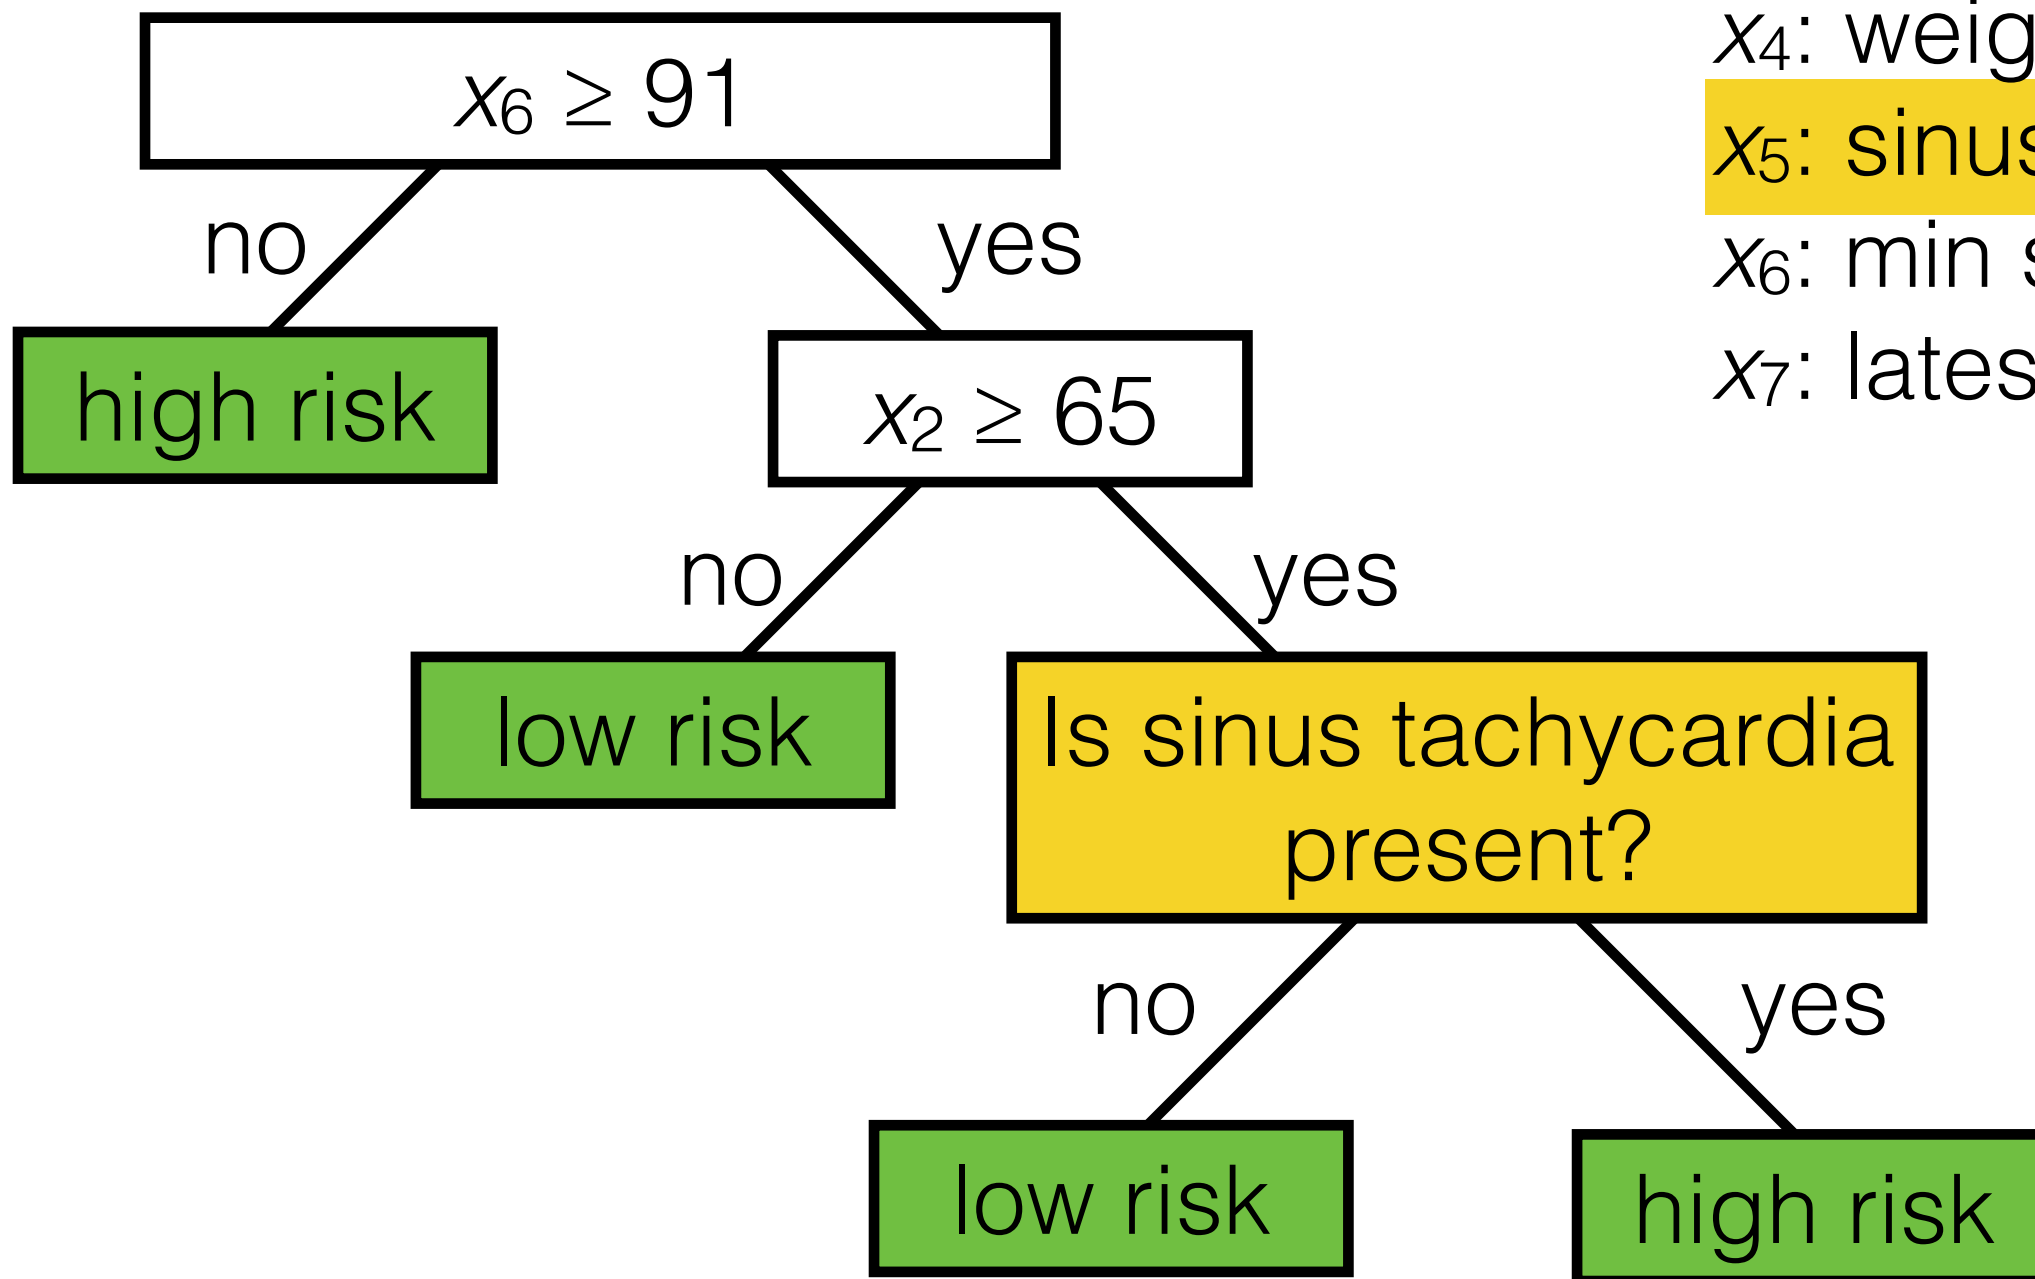 x₆ ≥ 91
no
yes
high risk
x₂ ≥ 65
no
yes
low risk
Is sinus tachycardia
present?
no
yes
low risk
high risk
x₄: weig
x₅: sinus
x₆: min
x₇: lates